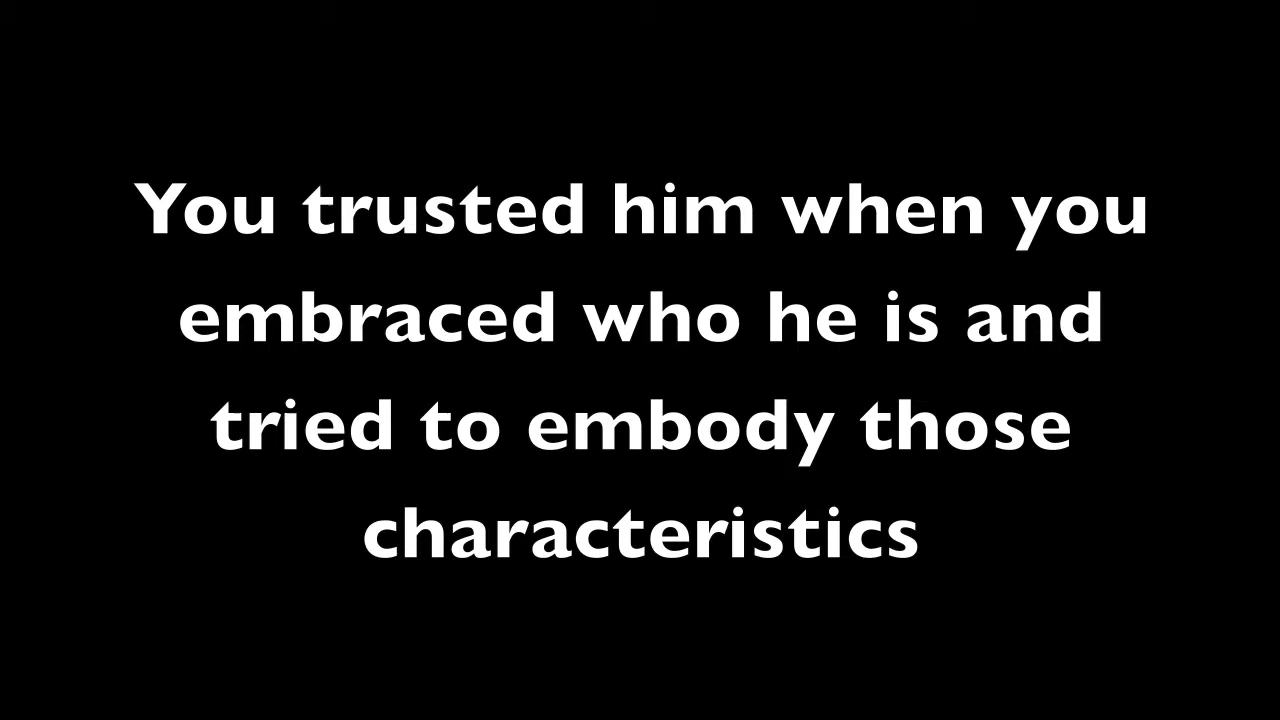 You trusted him when you
embraced who he is and
tried to embody those
characteristics